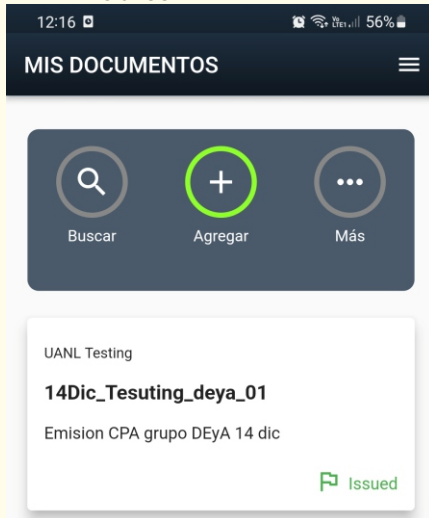 12:16 56%
MIS DOCUMENTOS
Buscar Agregar Más
UANL Testing
14Dic_Tesuting_deya_01
Emision CPA grupo DEyA 14 dic
Issued